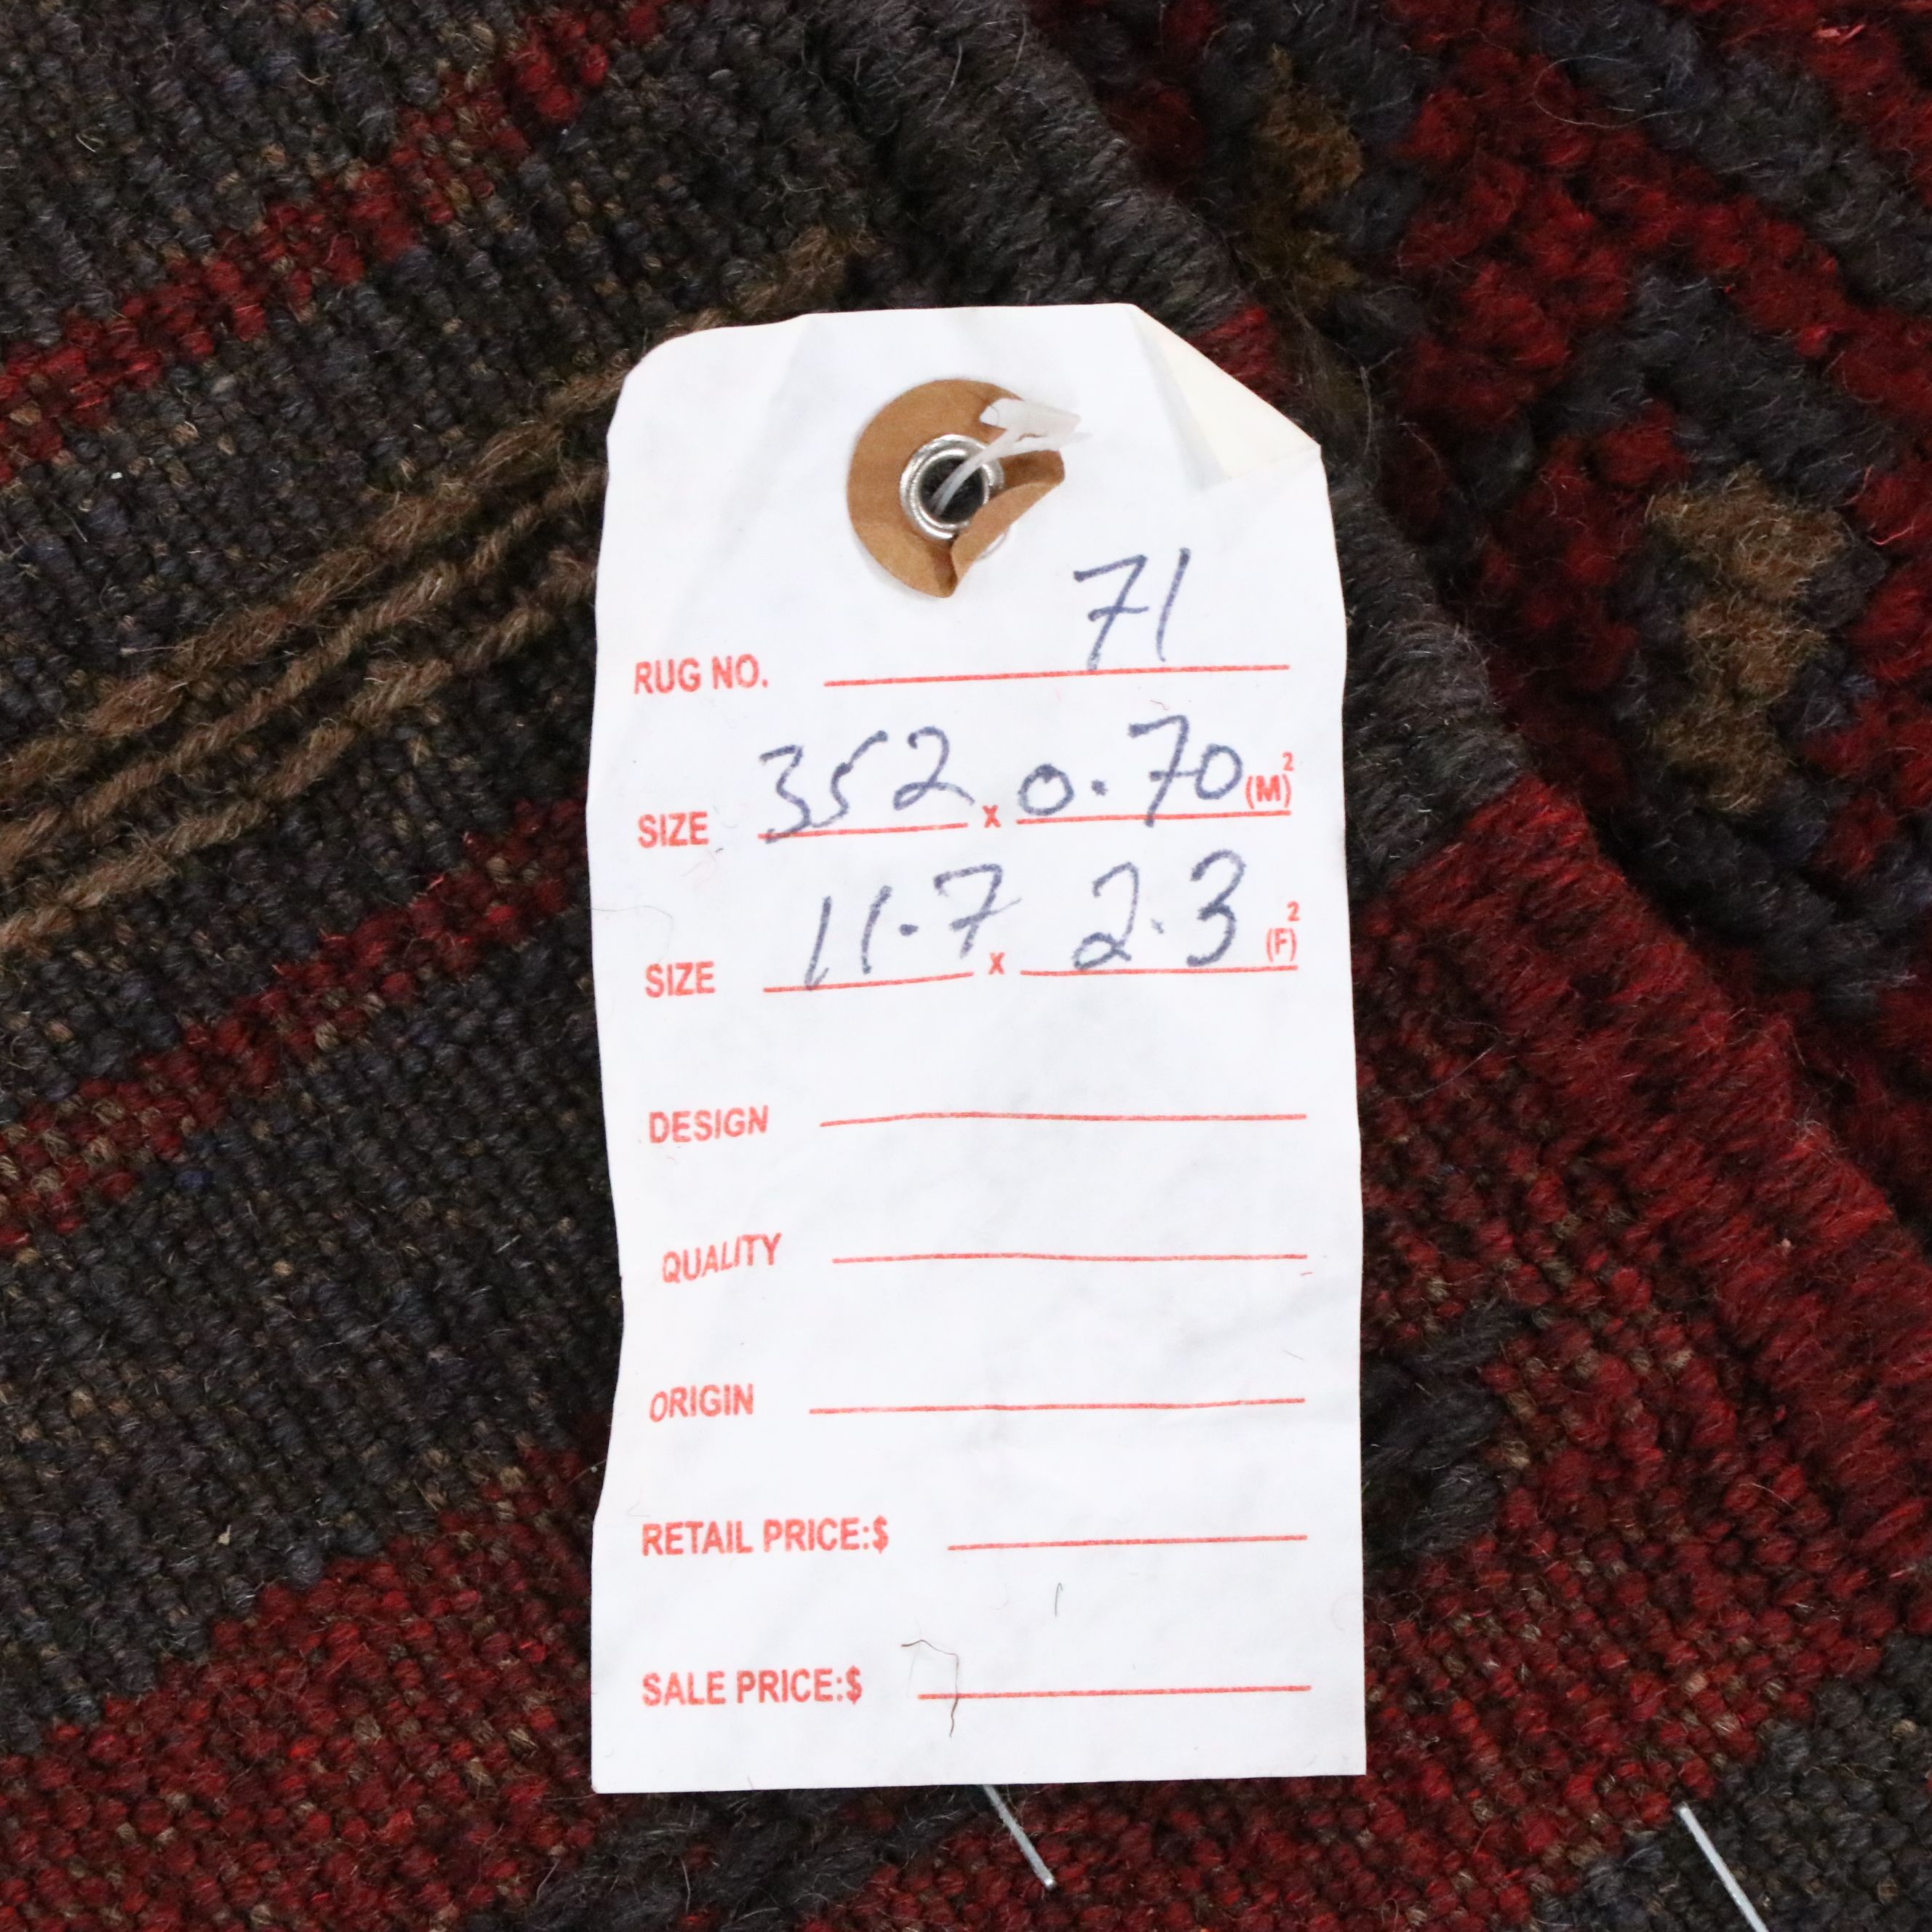 RUG NO. 71
SIZE 352 x 0.70 (M)²
SIZE 11.7 x 2.3 (F)²
DESIGN
QUALITY
ORIGIN
RETAIL PRICE:$
SALE PRICE:$